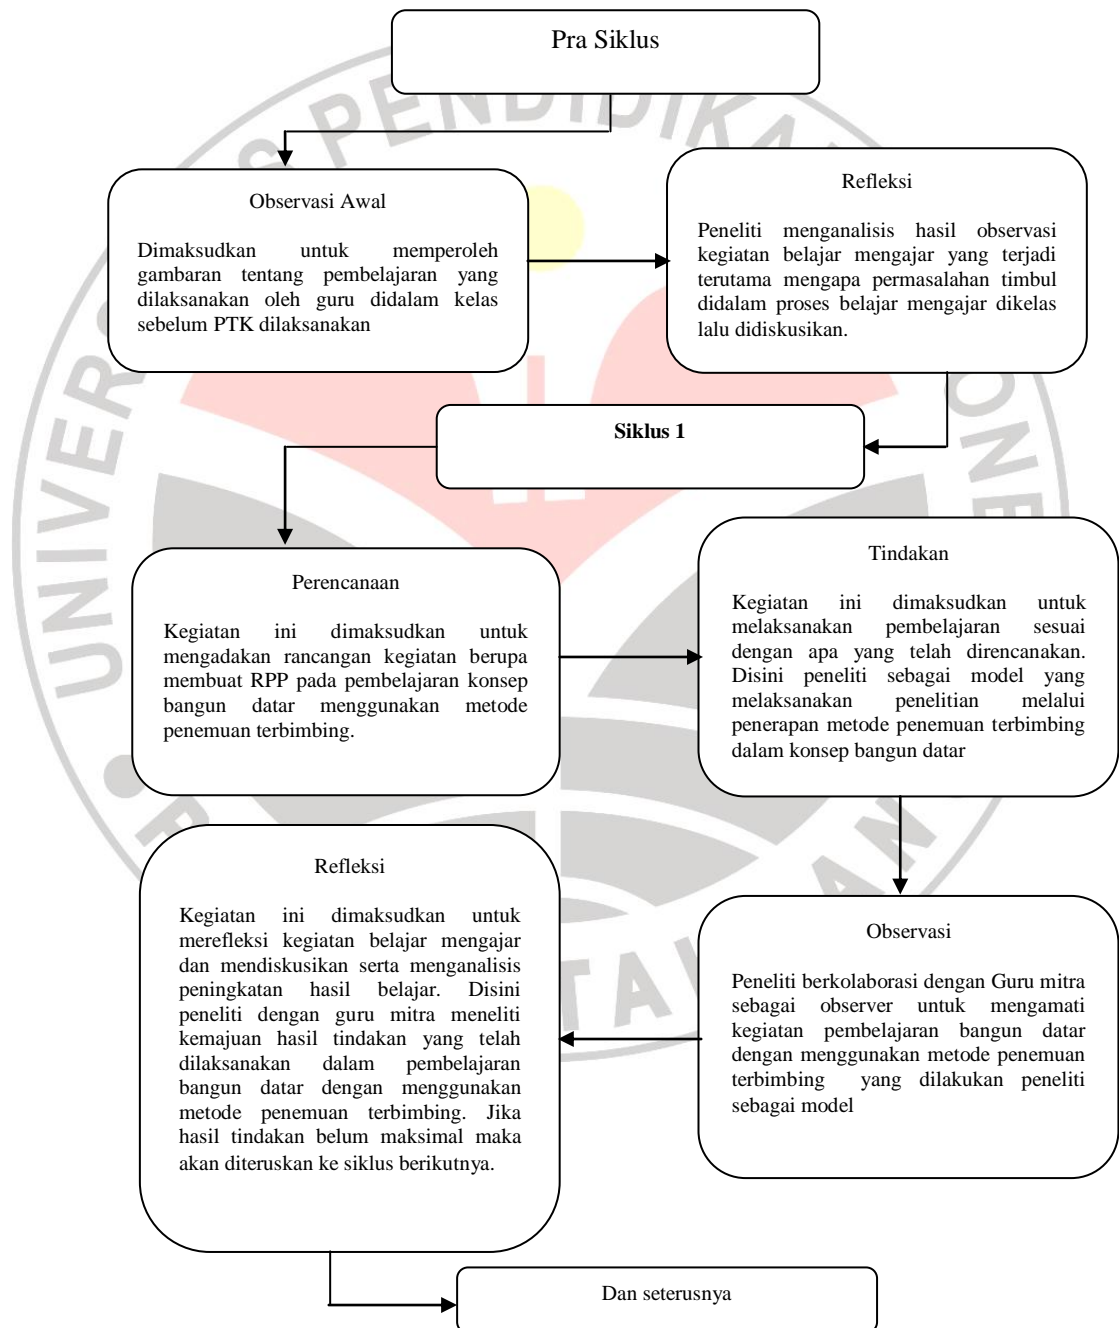 Pra Siklus
Observasi Awal
Dimaksudkan untuk memperoleh
gambaran tentang pembelajaran yang
dilaksanakan oleh guru didalam kelas
sebelum PTK dilaksanakan
Refleksi
Peneliti menganalisis hasil observasi
kegiatan belajar mengajar yang terjadi
terutama mengapa permasalahan timbul
didalam proses belajar mengajar dikelas
lalu didiskusikan.
Siklus 1
Perencanaan
Kegiatan ini dimaksudkan untuk
mengadakan rancangan kegiatan berupa
membuat RPP pada pembelajaran konsep
bangun datar menggunakan metode
penemuan terbimbing.
Tindakan
Kegiatan ini dimaksudkan untuk
melaksanakan pembelajaran sesuai
dengan apa yang telah direncanakan.
Disini peneliti sebagai model yang
melaksanakan penelitian melalui
penerapan metode penemuan terbimbing
dalam konsep bangun datar
Observasi
Peneliti berkolaborasi dengan Guru mitra
sebagai observer untuk mengamati
kegiatan pembelajaran bangun datar
dengan menggunakan metode penemuan
terbimbing yang dilakukan peneliti
sebagai model
Refleksi
Kegiatan ini dimaksudkan untuk
merefleksi kegiatan belajar mengajar
dan mendiskusikan serta menganalisis
peningkatan hasil belajar. Disini
peneliti dengan guru mitra meneliti
kemajuan hasil tindakan yang telah
dilaksanakan dalam pembelajaran
bangun datar dengan menggunakan
metode penemuan terbimbing. Jika
hasil tindakan belum maksimal maka
akan diteruskan ke siklus berikutnya.
Dan seterusnya